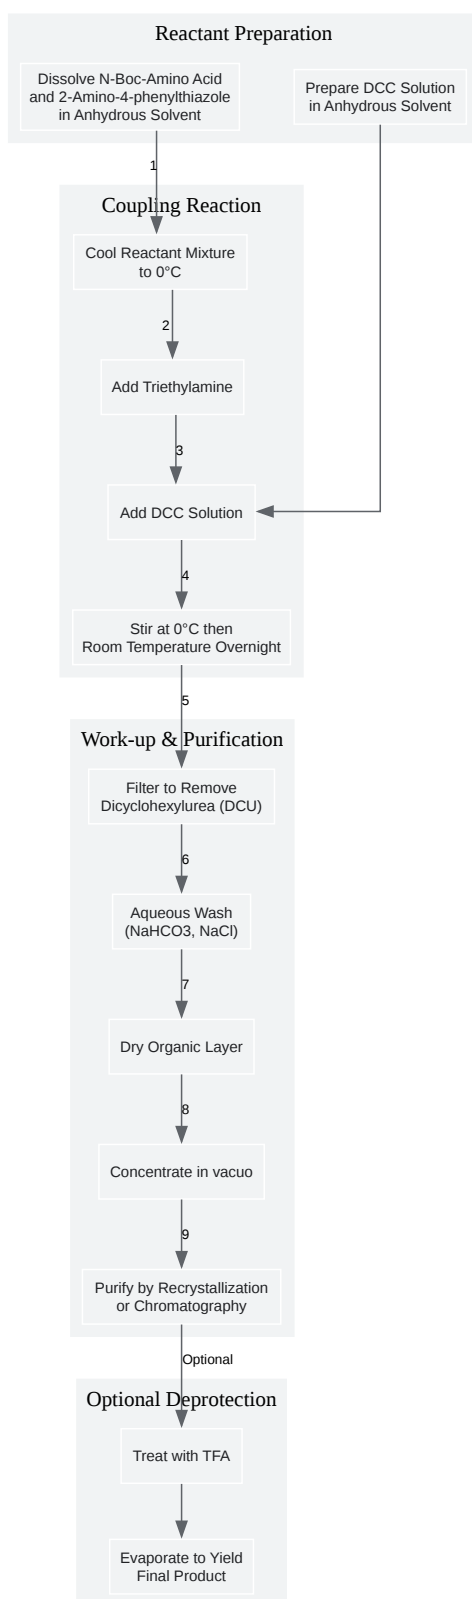 Reactant Preparation
Dissolve N-Boc-Amino Acid
and 2-Amino-4-phenylthiazole
in Anhydrous Solvent
Prepare DCC Solution
in Anhydrous Solvent
1
Coupling Reaction
Cool Reactant Mixture
to 0°C
2
Add Triethylamine
3
Add DCC Solution
4
Stir at 0°C then
Room Temperature Overnight
5
Work-up & Purification
Filter to Remove
Dicyclohexylurea (DCU)
6
Aqueous Wash
(NaHCO3, NaCl)
7
Dry Organic Layer
8
Concentrate in vacuo
9
Purify by Recrystallization
or Chromatography
Optional
Optional Deprotection
Treat with TFA
Evaporate to Yield
Final Product